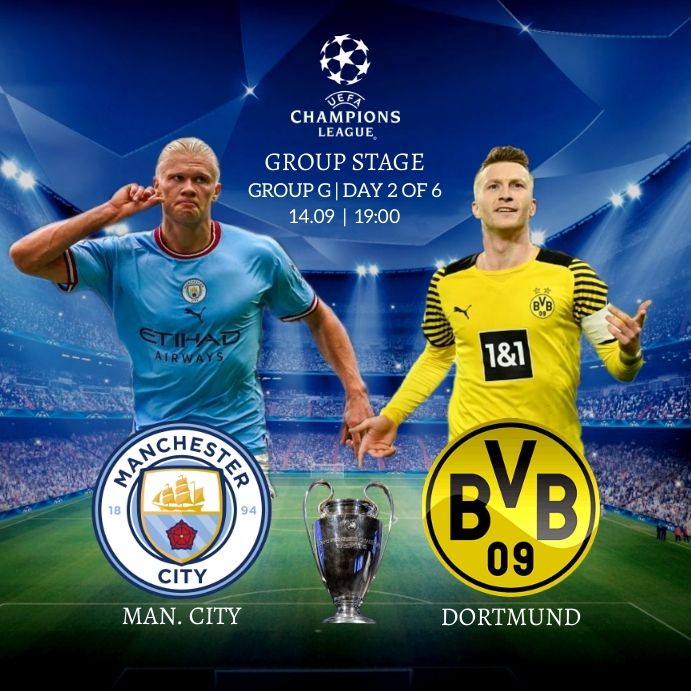 UEFA
CHAMPIONS
LEAGUE®
GROUP STAGE
GROUP G | DAY 2 OF 6
14.09 | 19:00
ETIHAD
AIRWAYS
BVB
09
1&1
MANCHESTER
18 94
CITY
BVB
09
MAN. CITY
DORTMUND